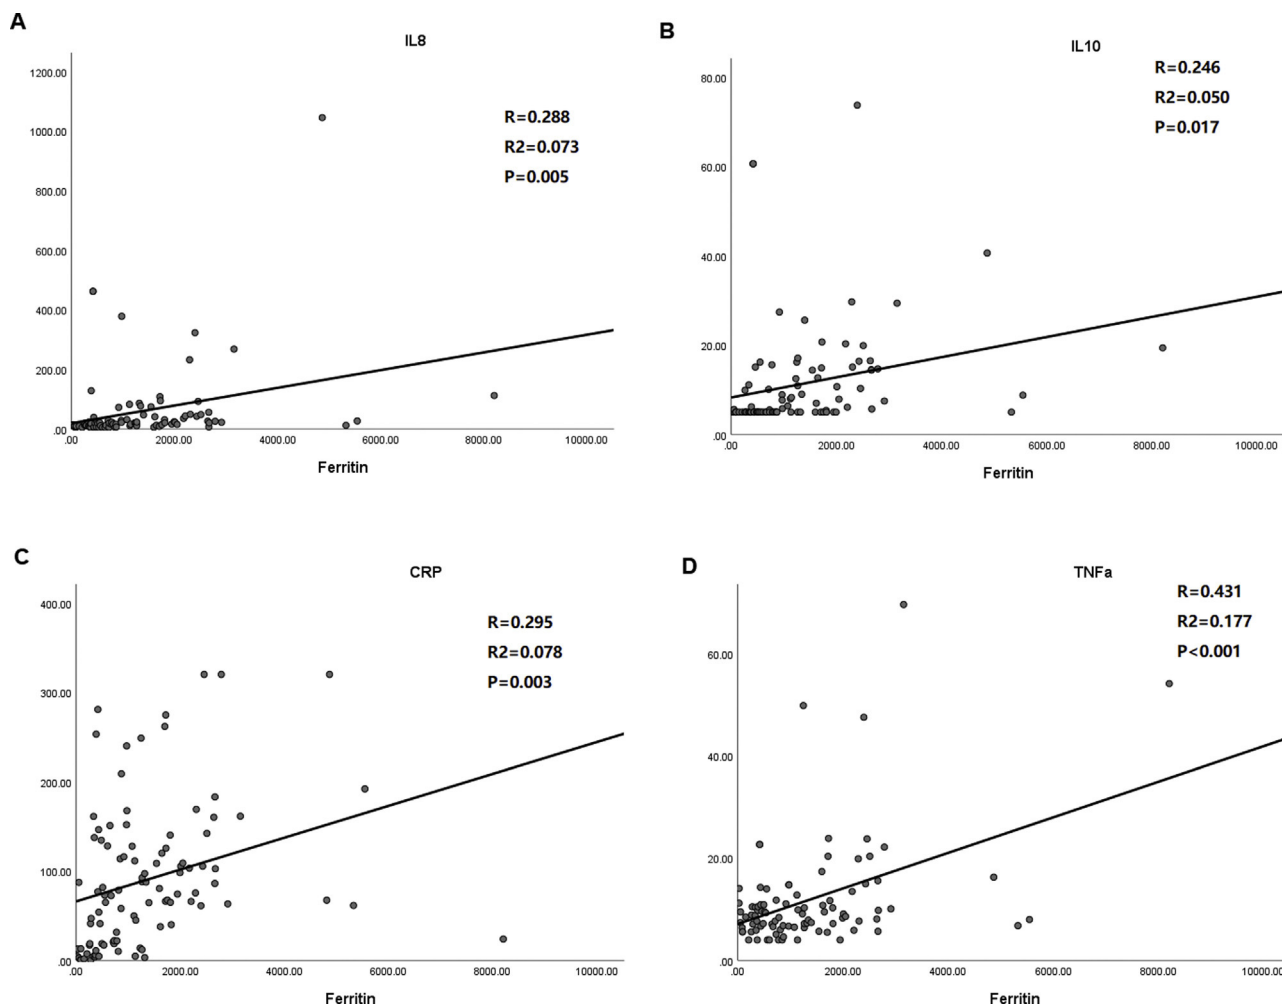 A
IL8
R=0.288
R2=0.073
P=0.005
1200.00
1000.00
800.00
600.00
400.00
200.00
.00
.00 2000.00 4000.00 6000.00 8000.00 10000.00
Ferritin
B
IL10
R=0.246
R2=0.050
P=0.017
80.00
60.00
40.00
20.00
.00
.00 2000.00 4000.00 6000.00 8000.00 10000.00
Ferritin
C
CRP
R=0.295
R2=0.078
P=0.003
400.00
300.00
200.00
100.00
.00
.00 2000.00 4000.00 6000.00 8000.00 10000.00
Ferritin
D
TNFa
R=0.431
R2=0.177
P<0.001
60.00
40.00
20.00
.00
.00 2000.00 4000.00 6000.00 8000.00 10000.00
Ferritin